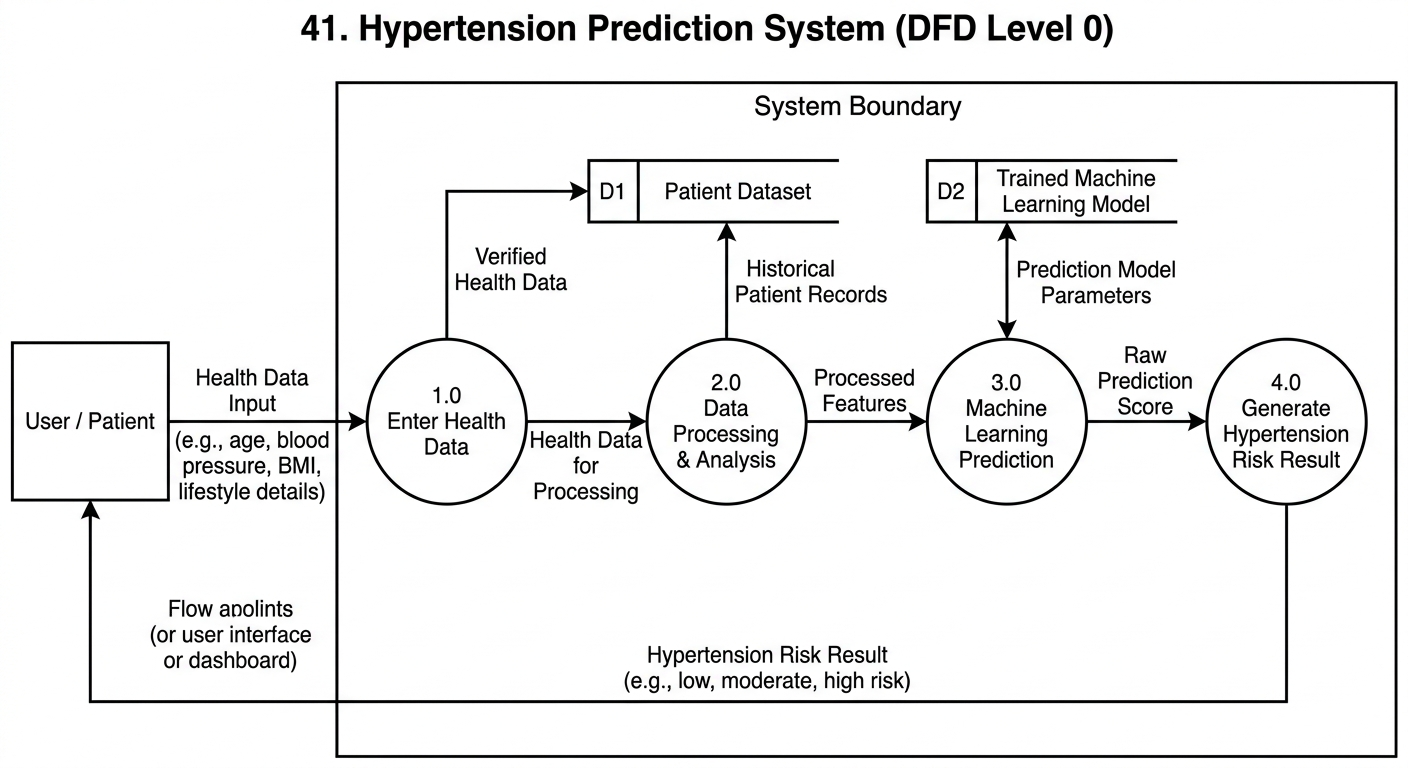 41. Hypertension Prediction System (DFD Level 0)
System Boundary
D1
Patient Dataset
D2
Trained Machine
Learning Model
Verified
Health Data
Historical
Patient Records
Prediction Model
Parameters
User / Patient
Health Data
Input
(e.g., age, blood
pressure, BMI,
lifestyle details)
1.0
Enter Health
Data
Health Data
for
Processing
2.0
Data
Processing
& Analysis
Processed
Features
3.0
Machine
Learning
Prediction
Raw
Prediction
Score
4.0
Generate
Hypertension
Risk Result
Flow apolints
(or user interface
or dashboard)
Hypertension Risk Result
(e.g., low, moderate, high risk)